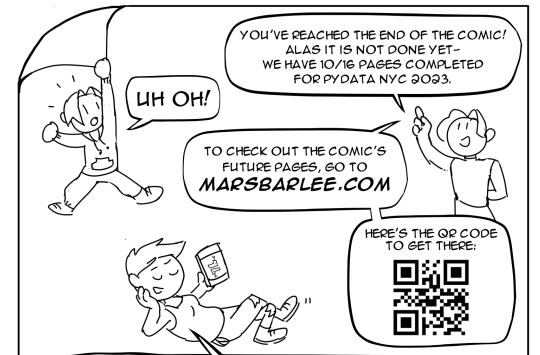 YOU'VE REACHED THE END OF THE COMIC!
ALAS IT IS NOT DONE YET-
WE HAVE 10/16 PAGES COMPLETED
FOR PYDATA NYC 2023.
UH OH!
TO CHECK OUT THE COMIC'S
FUTURE PAGES, GO TO
MARSBARLEE.COM
HERE'S THE QR CODE
TO GET THERE: